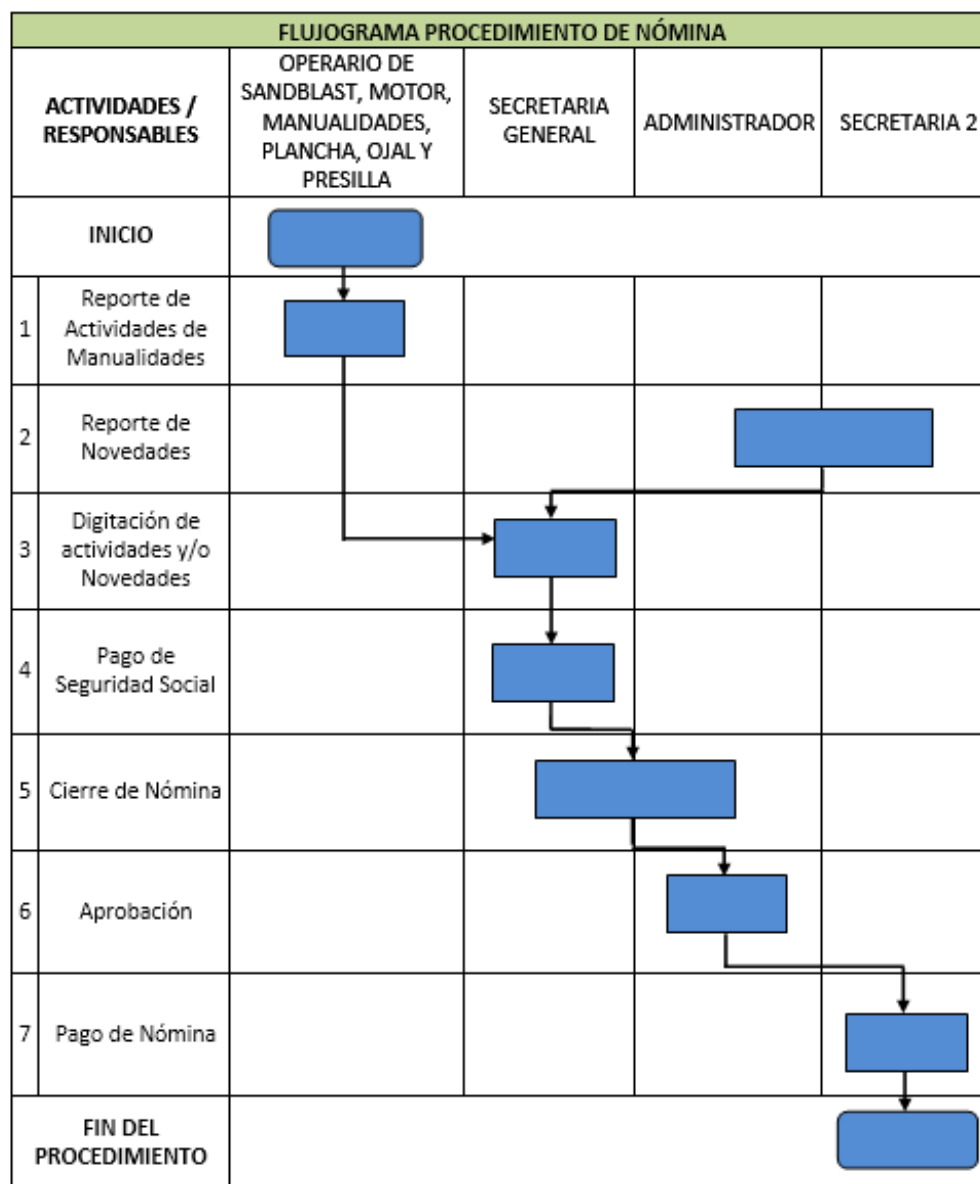 FLUJOGRAMA PROCEDIMIENTO DE NÓMINA
ACTIVIDADES /
RESPONSABLES
OPERARIO DE
SANDBLAST, MOTOR,
MANUALIDADES,
PLANCHA, OJAL Y
PRESILLA
SECRETARIA
GENERAL
ADMINISTRADOR
SECRETARIA 2
INICIO
1
Reporte de
Actividades de
Manualidades
2
Reporte de
Novedades
3
Digitación de
actividades y/o
Novedades
4
Pago de
Seguridad Social
5
Cierre de Nómina
6
Aprobación
7
Pago de Nómina
FIN DEL
PROCEDIMIENTO